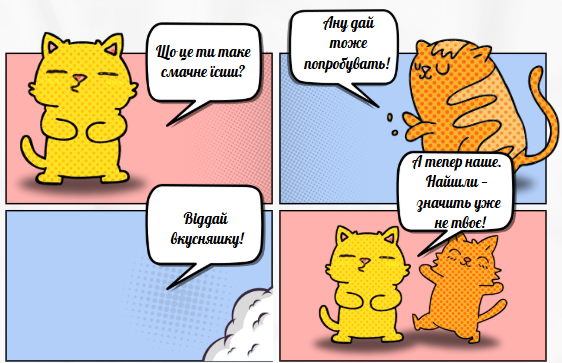 Що це ти таке
смачне їсиш?
Ану дай
тоже
попробувать!
Віддай
вкусняшку!
А тепер наше.
Найшли –
значить уже
не твоє!